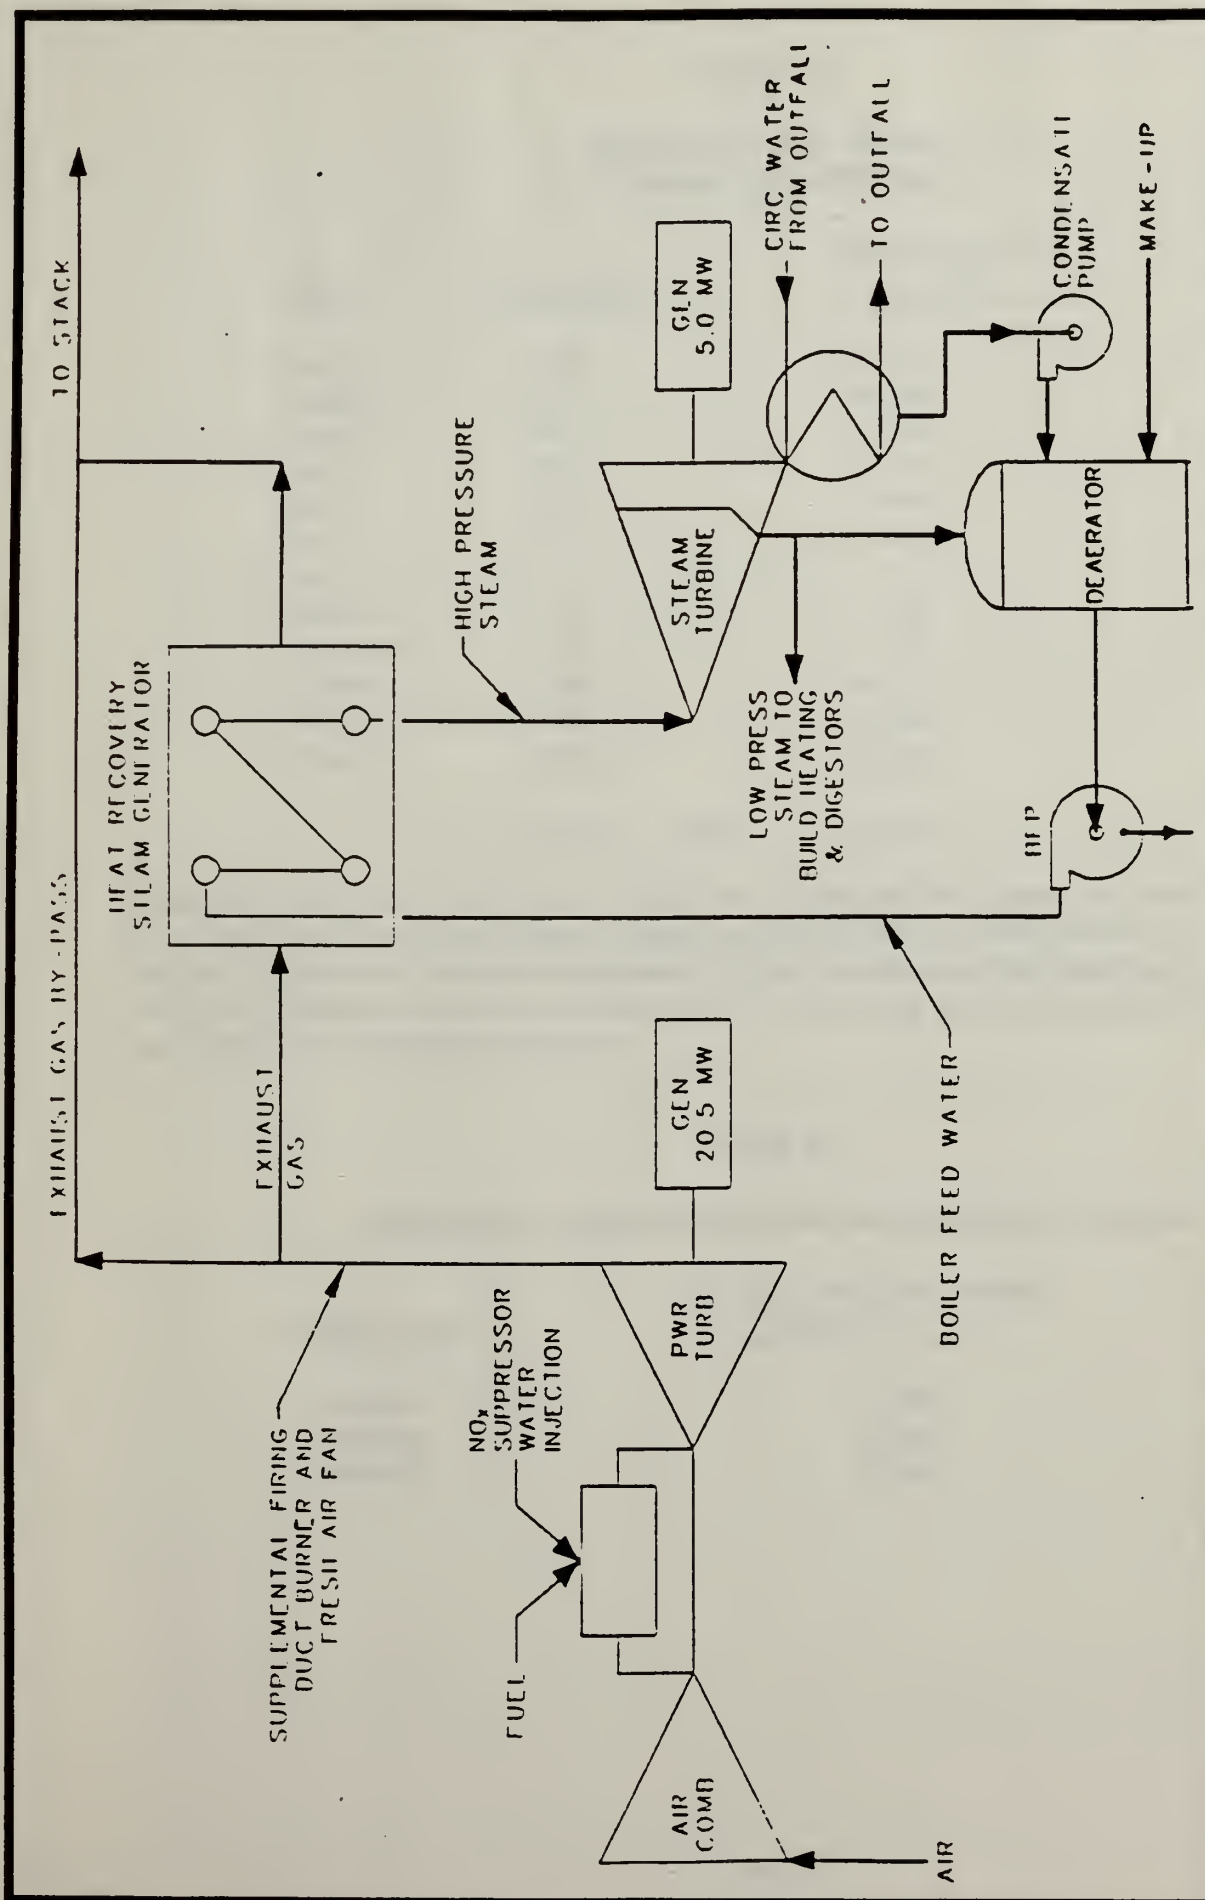 EXHAUST GAS BY-PASS
TO STACK
HEAT RECOVERY
STEAM GENERATOR
EXHAUST
GAS
SUPPLEMENTAL FIRING
DUCT BURNER AND
FRESH AIR FAN
HIGH PRESSURE
STEAM
NOx
SUPPRESSOR
WATER
INJECTION
FUEL
AIR
COMB
PWR
TURB
GEN
20.5 MW
STEAM
TURBINE
GEN
5.0 MW
CIRC WATER
FROM OUTFALL
TO OUTFALL
LOW PRESS
STEAM TO
BUILD HEATING
& DIGESTORS
CONDENSATE
PUMP
MAKE-UP
DEAERATOR
BFP
BOILER FEED WATER
AIR